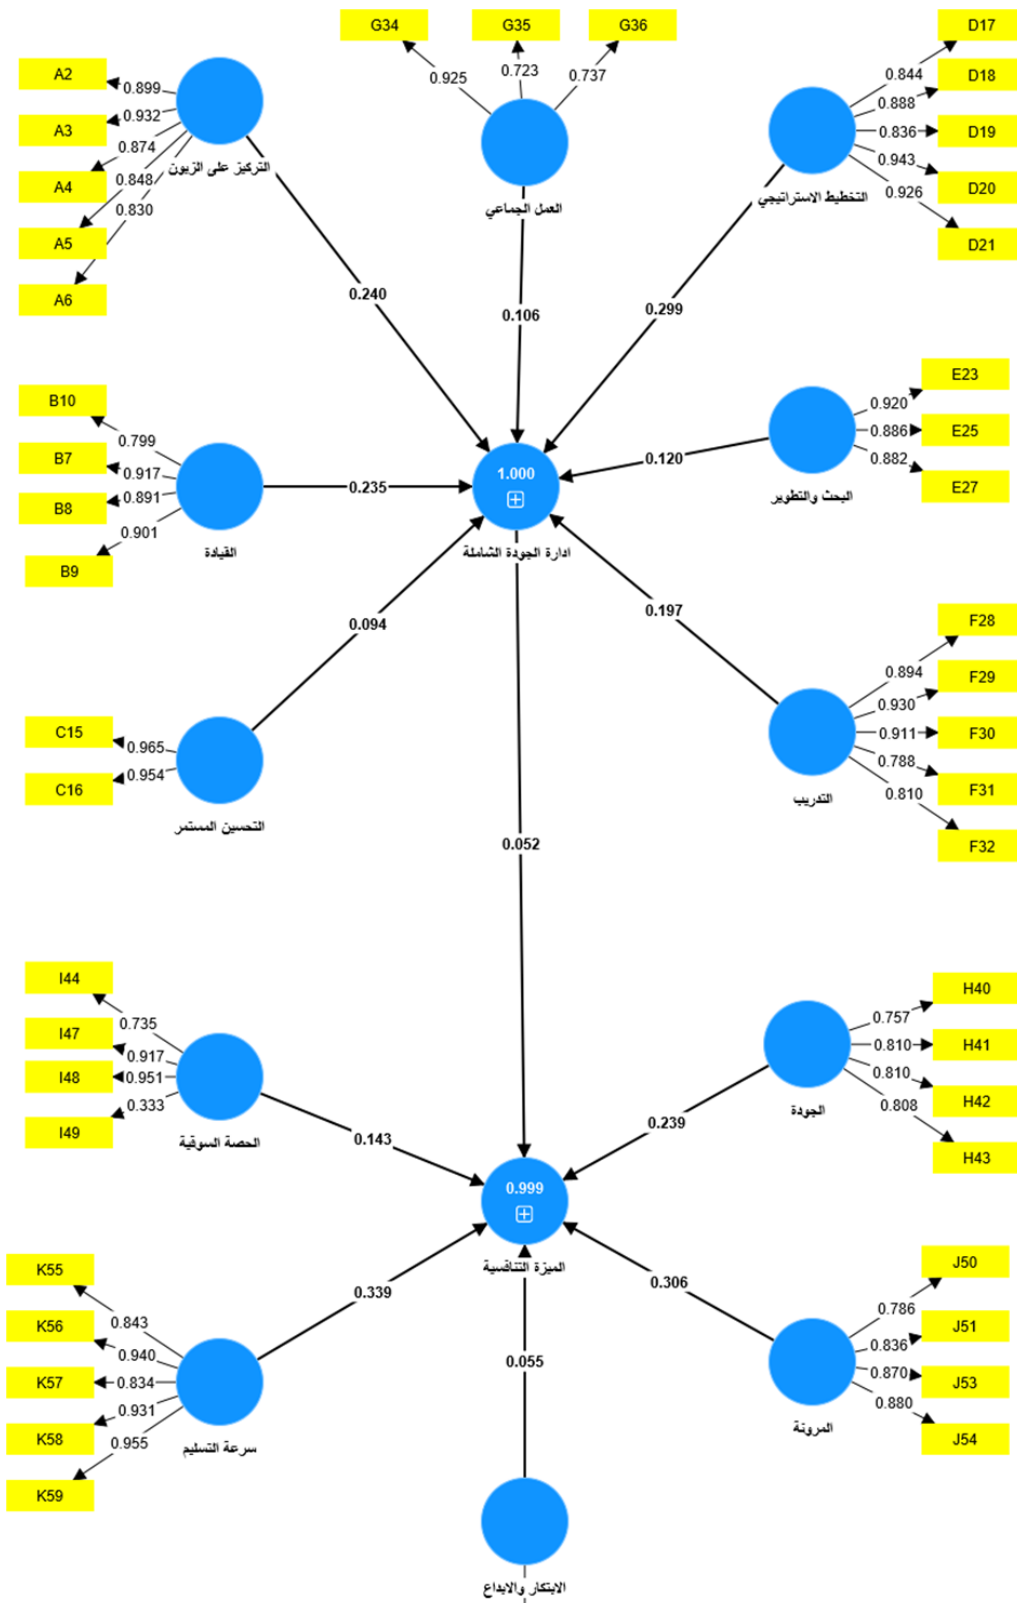 G34
G35
G36
0.925
0.723
0.737
العمل الجماعي
A2
A3
A4
A5
A6
0.899
0.932
0.874
0.848
0.830
التركيز على الزبون
D17
D18
D19
D20
D21
0.844
0.888
0.836
0.943
0.926
التخطيط الاستراتيجي
0.240
0.106
0.299
B10
B7
B8
B9
0.799
0.917
0.891
0.901
القيادة
0.235
1.000
ادارة الجودة الشاملة
0.120
E23
E25
E27
0.920
0.886
0.882
البحث والتطوير
0.094
0.197
C15
C16
0.965
0.954
التحسين المستمر
F28
F29
F30
F31
F32
0.894
0.930
0.911
0.788
0.810
التدريب
0.052
I44
I47
I48
I49
0.735
0.917
0.951
0.333
الحصة السوقية
H40
H41
H42
H43
0.757
0.810
0.810
0.808
الجودة
0.143
0.239
0.999
الميزة التنافسية
0.339
0.306
0.055
K55
K56
K57
K58
K59
0.843
0.940
0.834
0.931
0.955
سرعة التسليم
J50
J51
J53
J54
0.786
0.836
0.870
0.880
المرونة
الابتكار والابداع